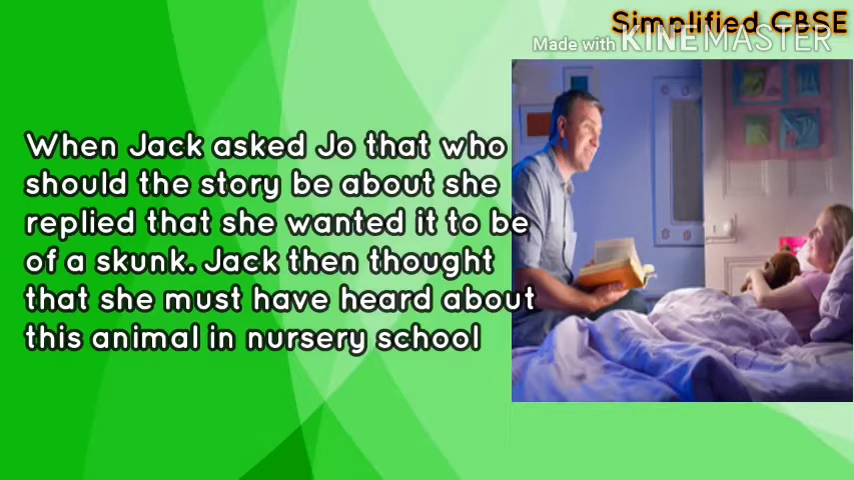 Simplified CBSE
Made with KINEMASTER
When Jack asked Jo that who
should the story be about she
replied that she wanted it to be
of a skunk. Jack then thought
that she must have heard about
this animal in nursery school